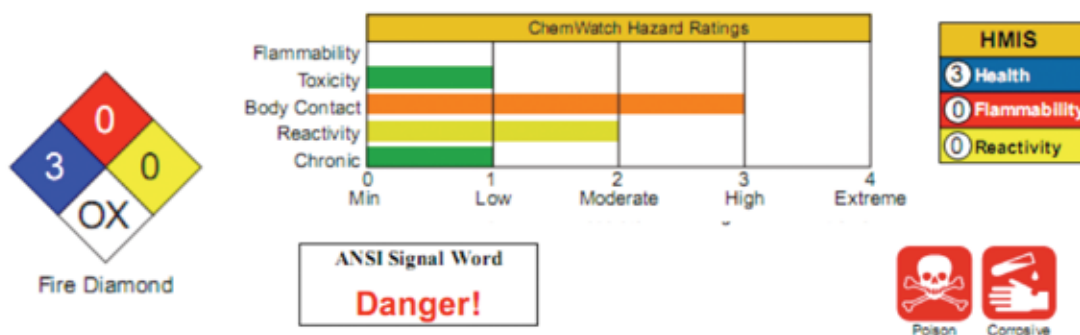 ChemWatch Hazard Ratings
Flammability
Toxicity
Body Contact
Reactivity
Chronic
0 1 2 3 4
Min Low Moderate High Extreme
HMIS
3 Health
0 Flammability
0 Reactivity
0
3 0
OX
Fire Diamond
ANSI Signal Word
Danger!
Poison Corrosive